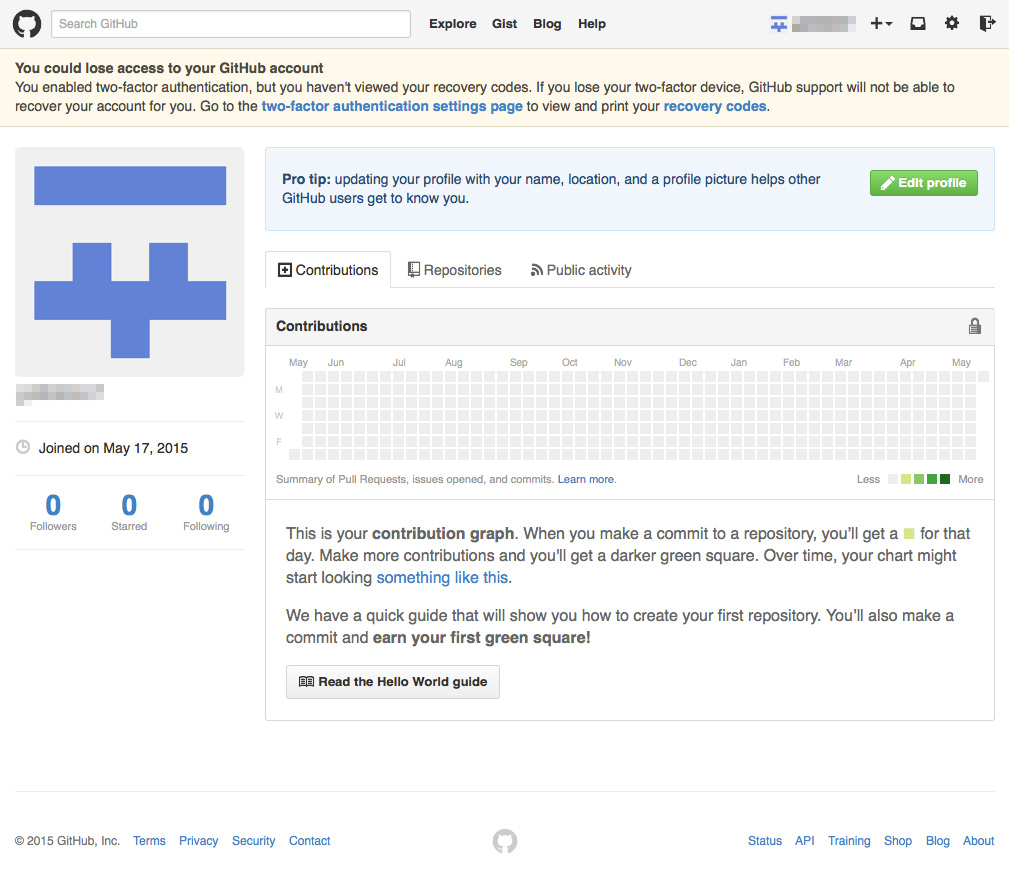 Search GitHub
Explore Gist Blog Help
You could lose access to your GitHub account
You enabled two-factor authentication, but you haven't viewed your recovery codes. If you lose your two-factor device, GitHub support will not be able to
recover your account for you. Go to the two-factor authentication settings page to view and print your recovery codes.
Pro tip: updating your profile with your name, location, and a profile picture helps other
GitHub users get to know you.
Edit profile
Contributions Repositories Public activity
Contributions
May Jun Jul Aug Sep Oct Nov Dec Jan Feb Mar Apr May
M
W
F
Summary of Pull Requests, issues opened, and commits. Learn more.
Less More
Joined on May 17, 2015
0 0 0
Followers Starred Following
This is your contribution graph. When you make a commit to a repository, you’ll get a for that
day. Make more contributions and you'll get a darker green square. Over time, your chart might
start looking something like this.
We have a quick guide that will show you how to create your first repository. You’ll also make a
commit and earn your first green square!
Read the Hello World guide
© 2015 GitHub, Inc. Terms Privacy Security Contact
Status API Training Shop Blog About